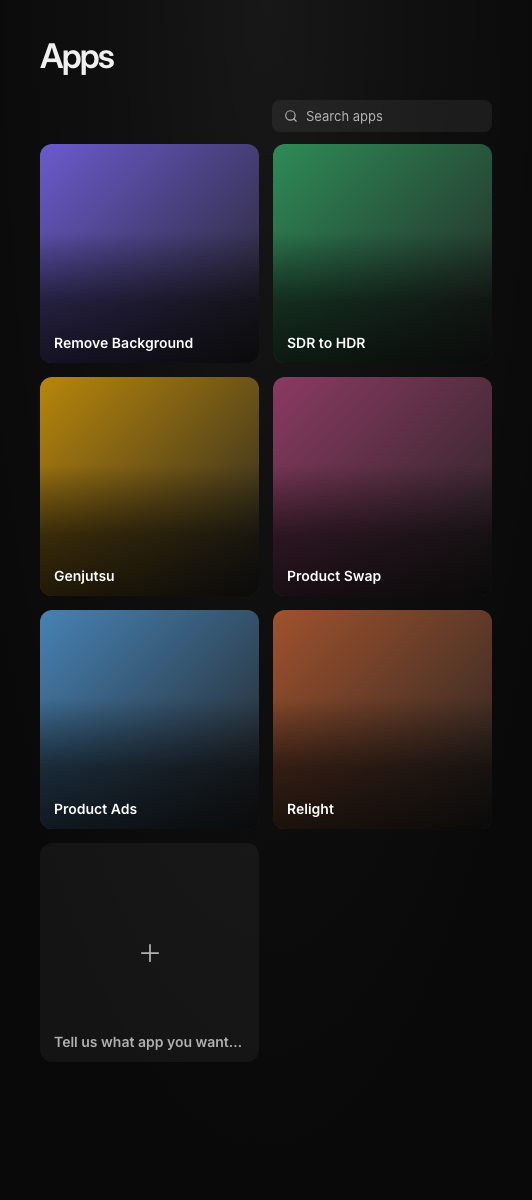 Apps
Search apps
Remove Background
SDR to HDR
Genjutsu
Product Swap
Product Ads
Relight
Tell us what app you want...